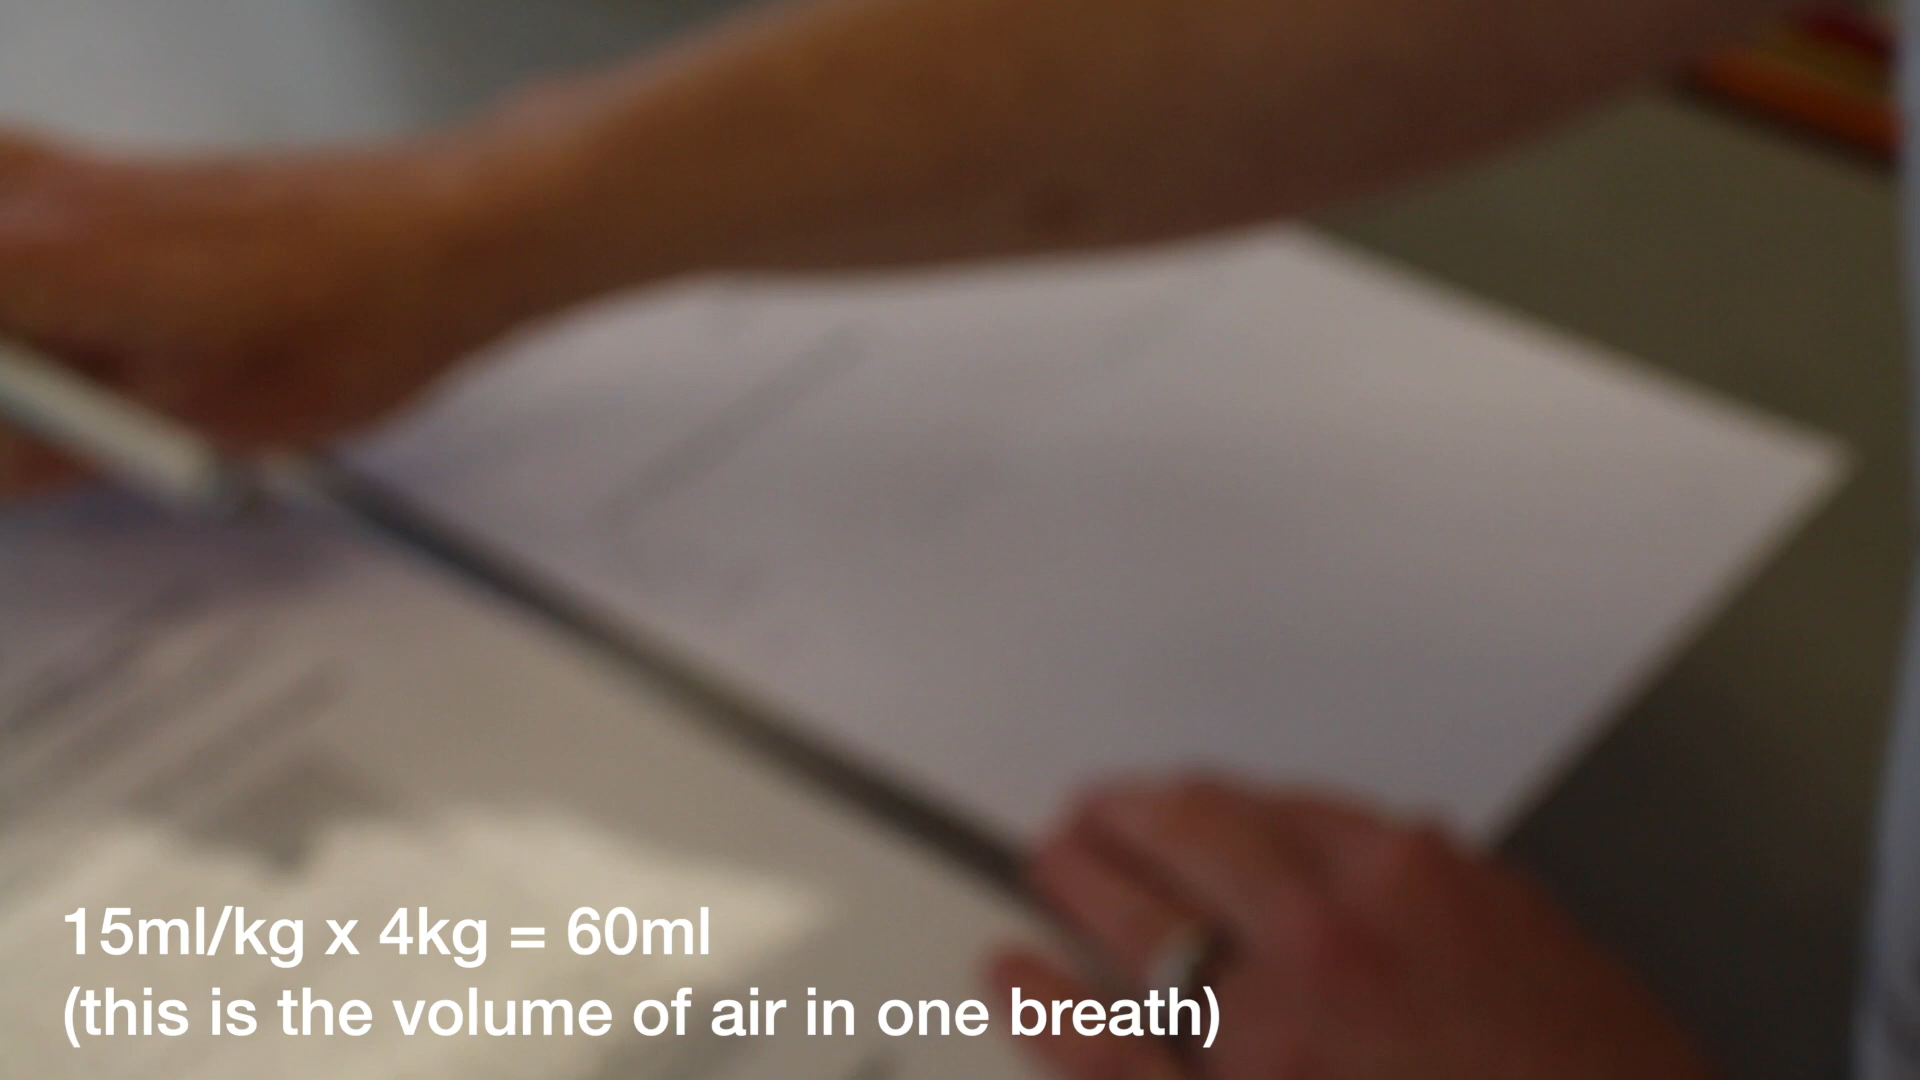 15ml/kg x 4kg = 60ml
(this is the volume of air in one breath)